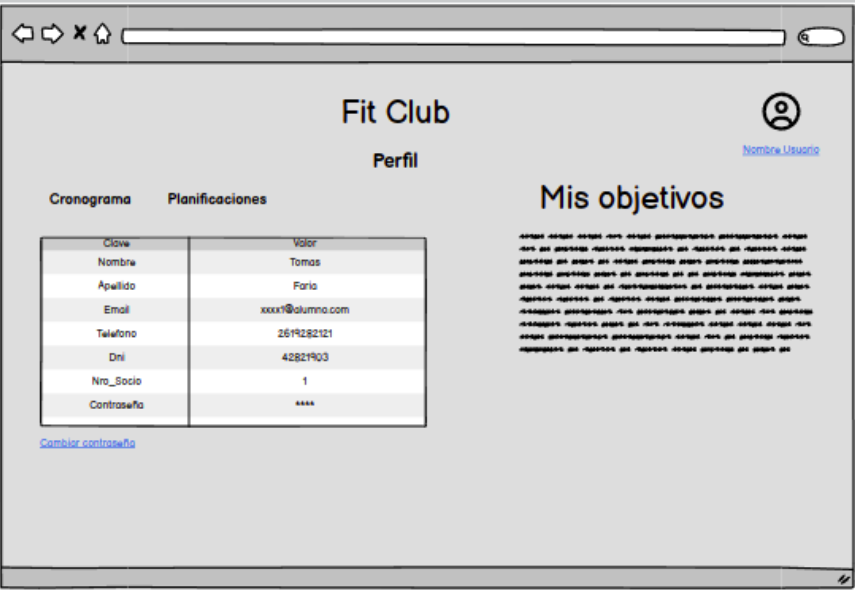 Fit Club
Nombre Usuario
Perfil
Cronograma Planificaciones
Mis objetivos
Clave Valor
Nombre Tomas
Apellido Faria
Email xxxx1@alumno.com
Telefono 2619282121
Dni 42821903
Nro_Socio 1
Contraseña ****
Cambiar contraseña